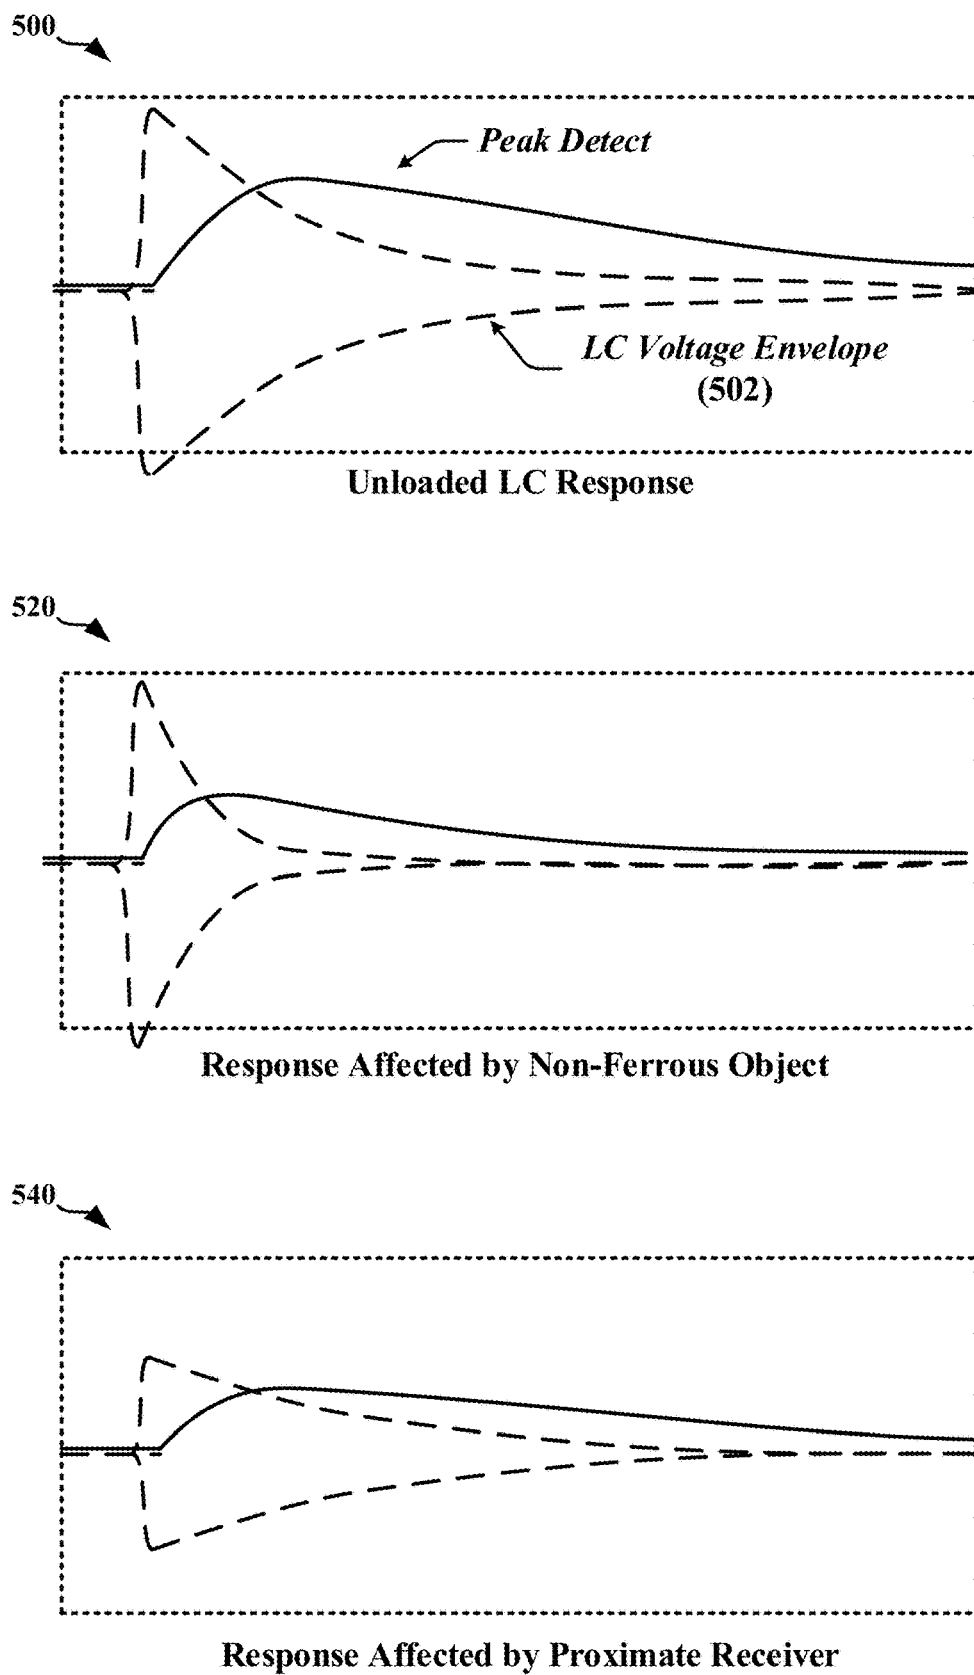 500
Peak Detect
LC Voltage Envelope
(502)
Unloaded LC Response
520
Response Affected by Non-Ferrous Object
540
Response Affected by Proximate Receiver